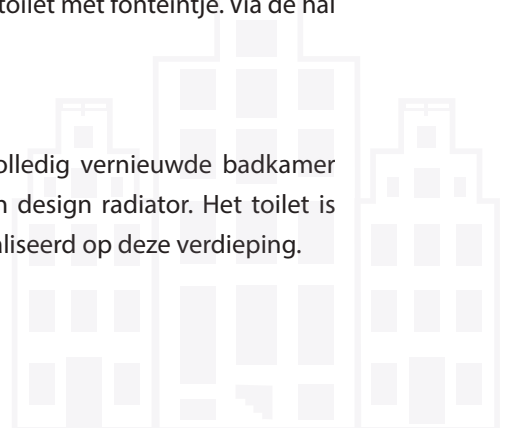 toilet met fonteintje. Via de hal
olledig vernieuwde badkamer
n design radiator. Het toilet is
aliseerd op deze verdieping.